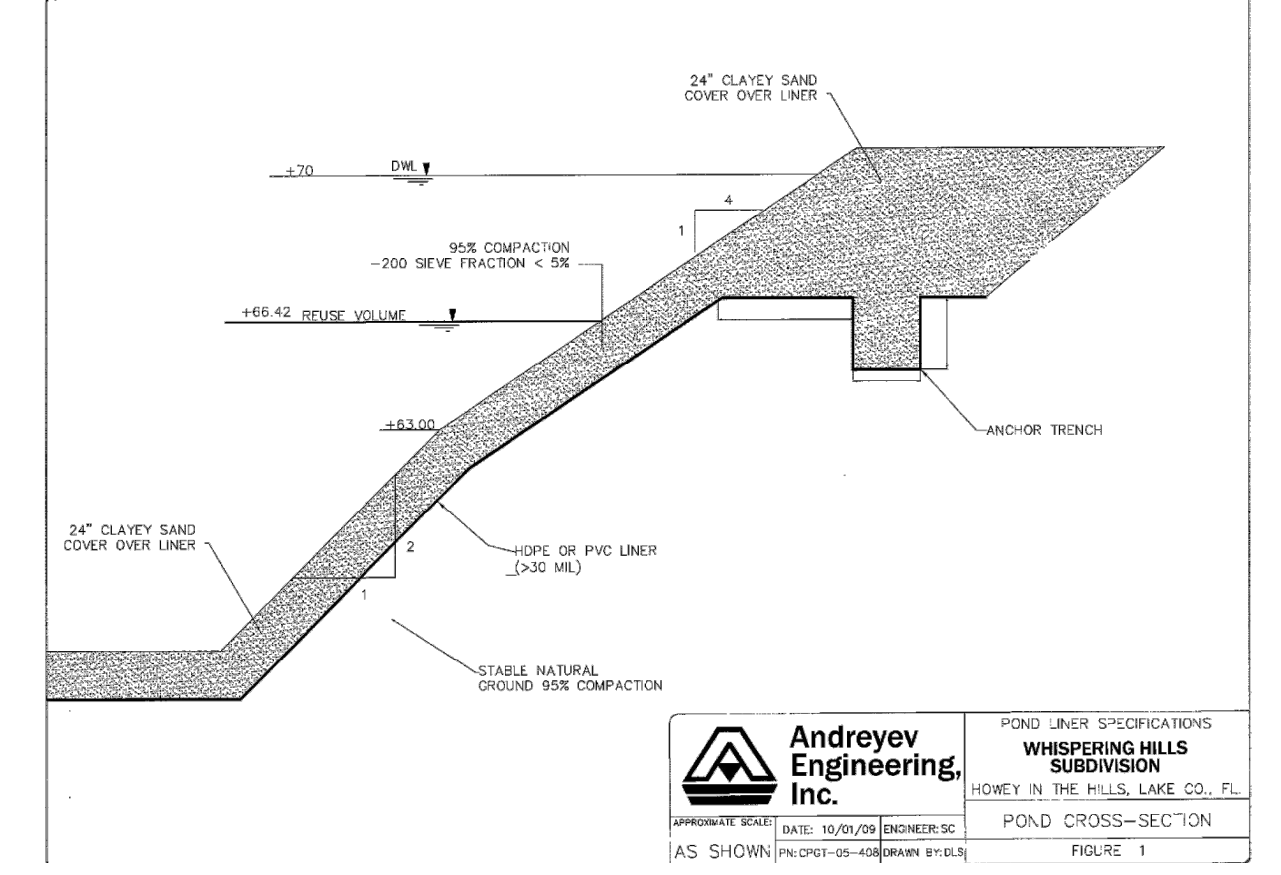 24" CLAYEY SAND
COVER OVER LINER
+70
DWL
4
1
95% COMPACTION
-200 SIEVE FRACTION < 5%
+66.42 REUSE VOLUME
+63.00
ANCHOR TRENCH
24" CLAYEY SAND
COVER OVER LINER
2
1
HDPE OR PVC LINER
(>30 MIL)
STABLE NATURAL
GROUND 95% COMPACTION
Andreyev
Engineering,
Inc.
POND LINER SPECIFICATIONS
WHISPERING HILLS
SUBDIVISION
HOWEY IN THE HILLS, LAKE CO., FL.
APPROXIMATE SCALE:
AS SHOWN
DATE: 10/01/09
ENGINEER: SC
PN: CPGT-05-408
DRAWN BY: DLS
POND CROSS-SECTION
FIGURE 1